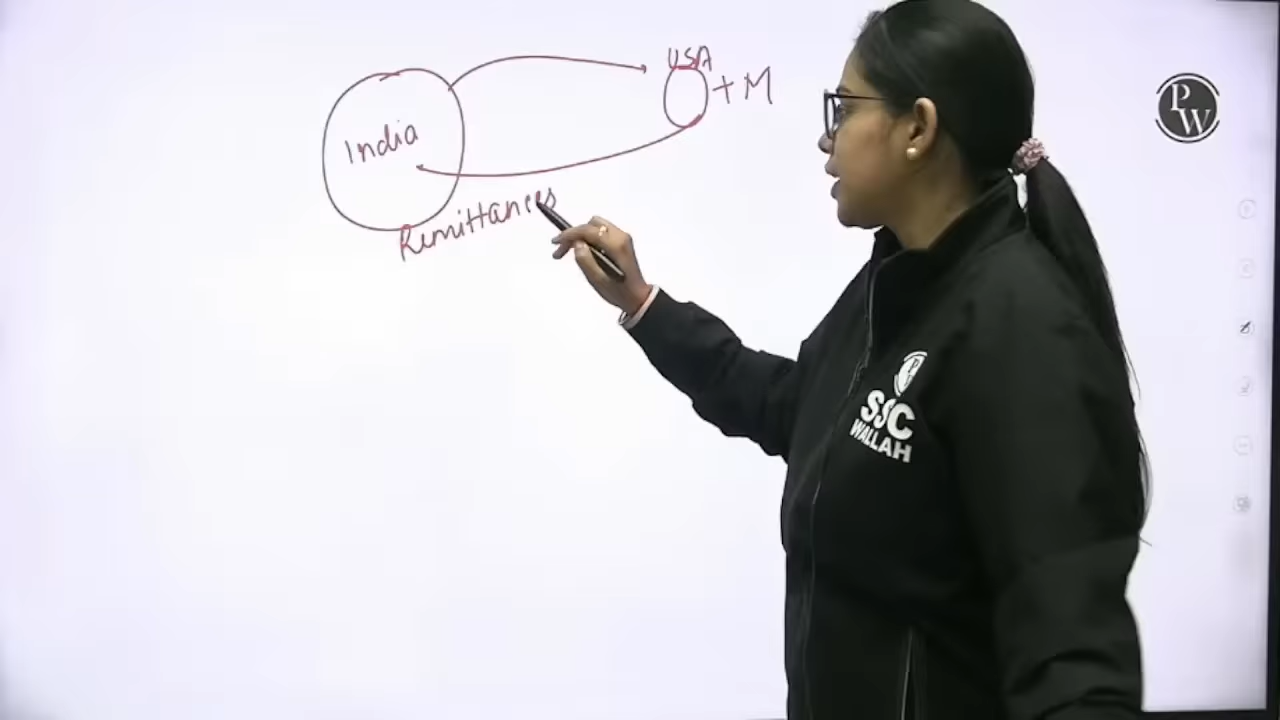 USA
+ M
India
Remittances
PW
SSC
WALLAH